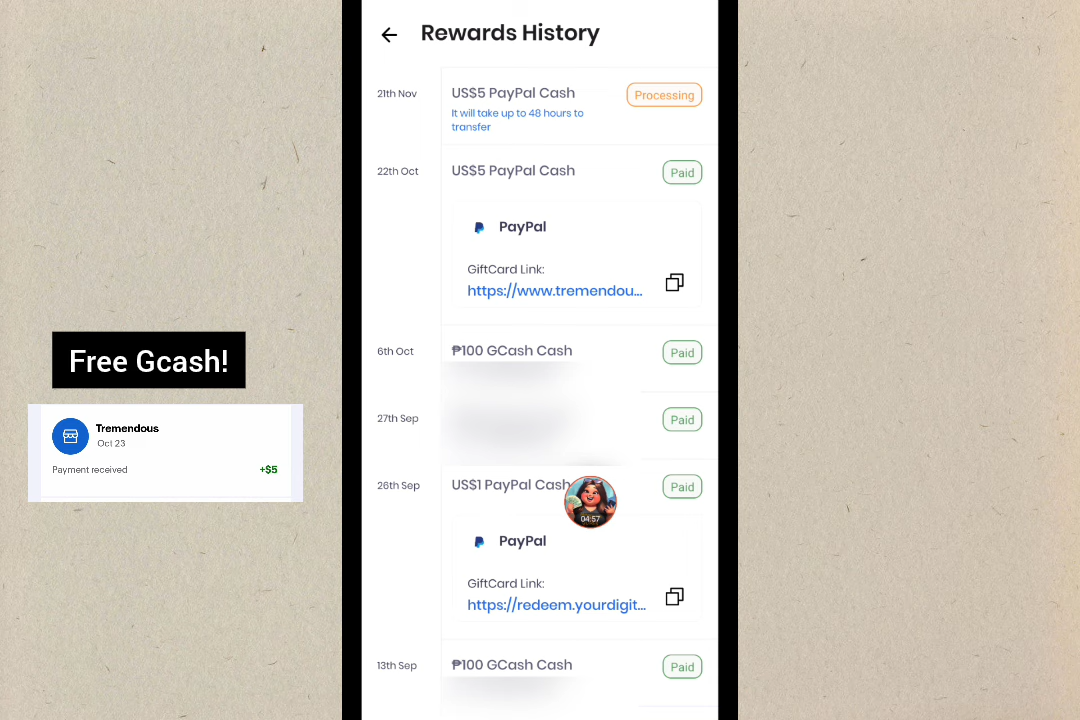 Rewards History
21th Nov
US$5 PayPal Cash
Processing
It will take up to 48 hours to
transfer
22th Oct
US$5 PayPal Cash
Paid
PayPal
GiftCard Link:
https://www.tremendou...
6th Oct
₱100 GCash Cash
Paid
27th Sep
Paid
26th Sep
US$1 PayPal Cash
Paid
04:57
PayPal
GiftCard Link:
https://redeem.yourdigit...
13th Sep
₱100 GCash Cash
Paid
Free Gcash!
Tremendous
Oct 23
Payment received
+$5